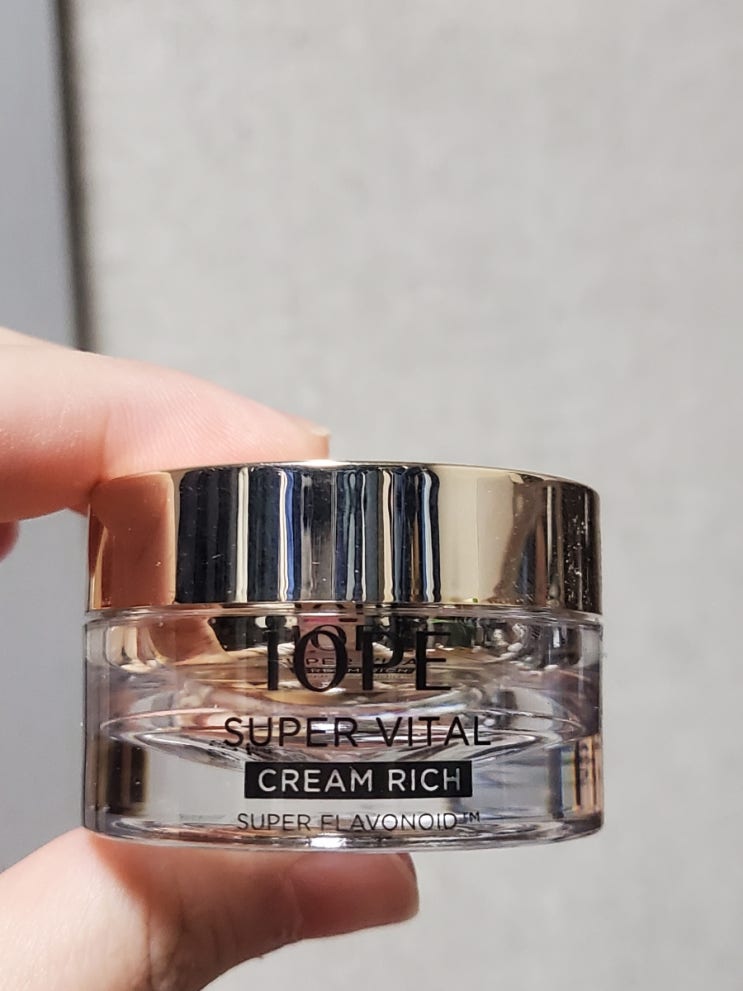 IOPE
SUPER VITAL
CREAM RICH
SUPER FLAVONOID™